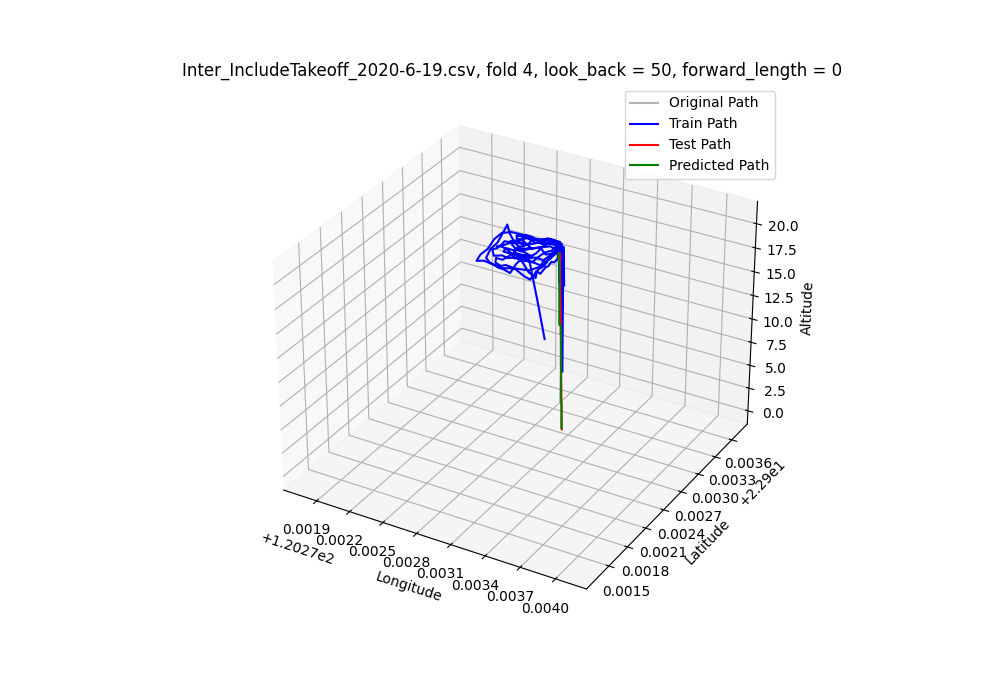 Inter_IncludeTakeoff_2020-6-19.csv, fold 4, look_back = 50, forward_length = 0
Original Path
Train Path
Test Path
Predicted Path
20.0
17.5
15.0
12.5
10.0
7.5
5.0
2.5
0.0
Altitude
0.0036
0.0033
0.0030
0.0027
0.0024
0.0021
0.0018
0.0015
+2.29e1
Latitude
0.0019
0.0022
0.0025
0.0028
0.0031
0.0034
0.0037
0.0040
+1.2027e2
Longitude